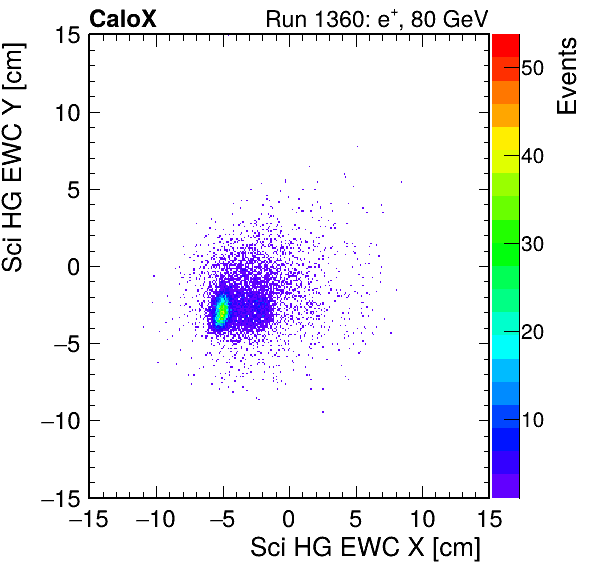 CaloX Run 1360: e+, 80 GeV
Sci HG EWC Y [cm]
15
10
5
0
−5
−10
−15
−15 −10 −5 0 5 10 15
Sci HG EWC X [cm]
Events
50
40
30
20
10